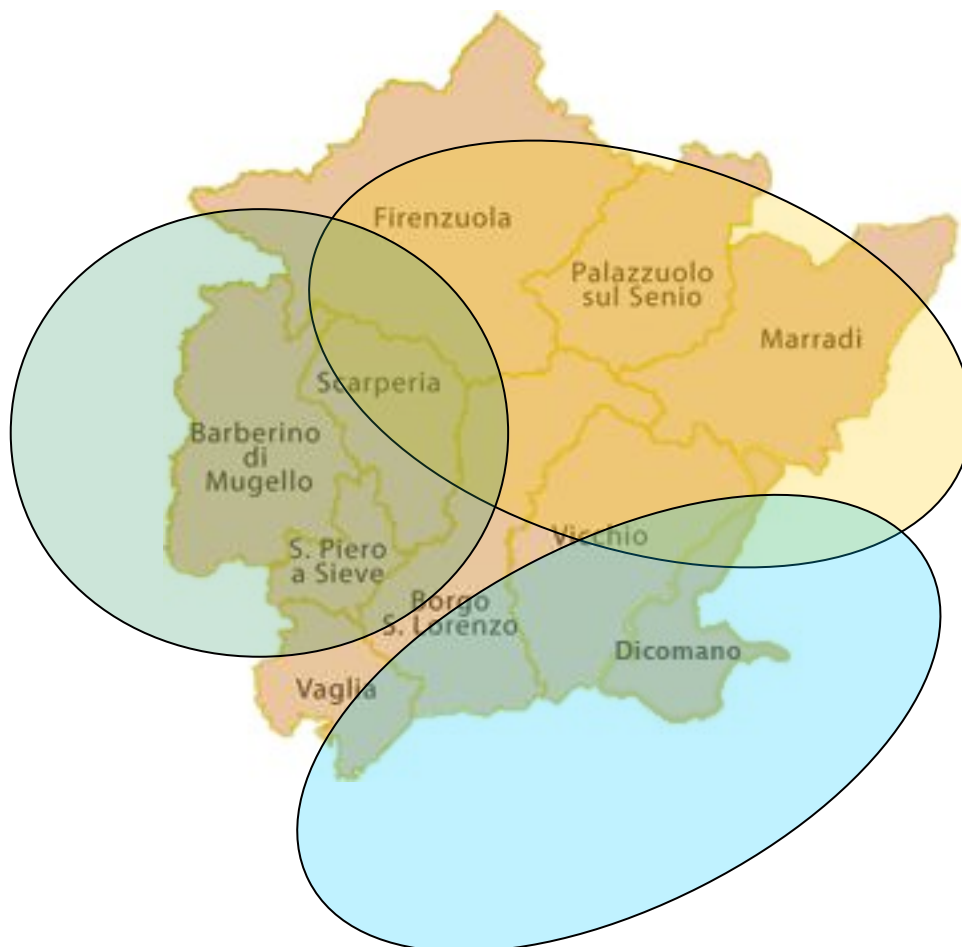 Firenzuola
Palazzuolo
sul Senio
Marradi
Scarperia
Barberino
di
Mugello
S. Piero
a Sieve
Vicchio
Borgo
S. Lorenzo
Dicomano
Vaglia